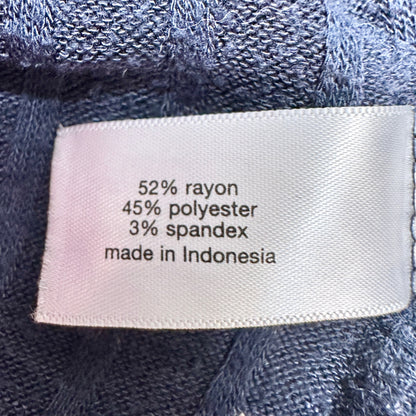 52% rayon
45% polyester
3% spandex
made in Indonesia